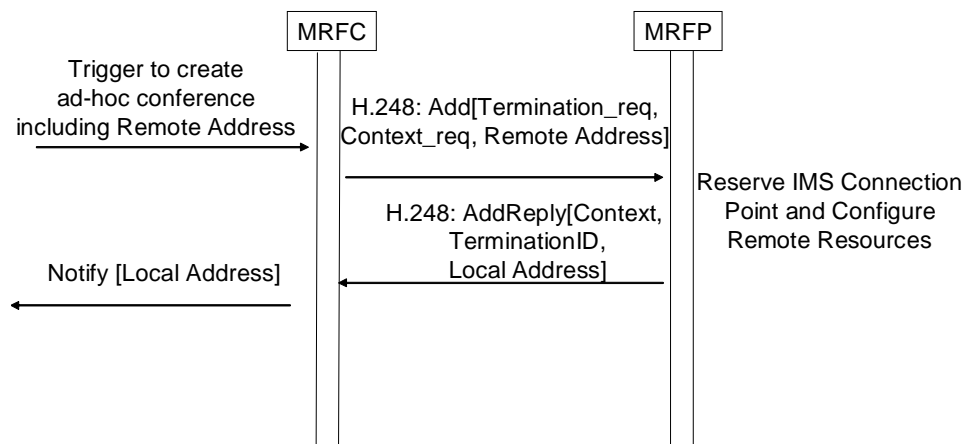 MRFC
MRFP
Trigger to create
ad-hoc conference
including Remote Address
H.248: Add[Termination_req,
Context_req, Remote Address]
Reserve IMS Connection
Point and Configure
Remote Resources
H.248: AddReply[Context,
TerminationID,
Local Address]
Notify [Local Address]